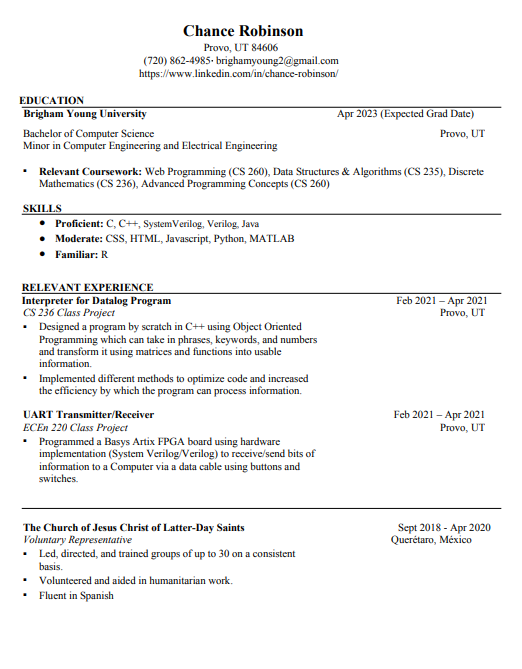 Chance Robinson
Provo, UT 84606
(720) 862-4985· brighamyoung2@gmail.com
https://www.linkedin.com/in/chance-robinson/
EDUCATION
Brigham Young University Apr 2023 (Expected Grad Date)
Bachelor of Computer Science Provo, UT
Minor in Computer Engineering and Electrical Engineering
▪ Relevant Coursework: Web Programming (CS 260), Data Structures & Algorithms (CS 235), Discrete
Mathematics (CS 236), Advanced Programming Concepts (CS 260)
SKILLS
● Proficient: C, C++, SystemVerilog, Verilog, Java
● Moderate: CSS, HTML, Javascript, Python, MATLAB
● Familiar: R
RELEVANT EXPERIENCE
Interpreter for Datalog Program Feb 2021 – Apr 2021
CS 236 Class Project Provo, UT
▪ Designed a program by scratch in C++ using Object Oriented
Programming which can take in phrases, keywords, and numbers
and transform it using matrices and functions into usable
information.
▪ Implemented different methods to optimize code and increased
the efficiency by which the program can process information.
UART Transmitter/Receiver Feb 2021 – Apr 2021
ECEn 220 Class Project Provo, UT
▪ Programmed a Basys Artix FPGA board using hardware
implementation (System Verilog/Verilog) to receive/send bits of
information to a Computer via a data cable using buttons and
switches.
The Church of Jesus Christ of Latter-Day Saints Sept 2018 - Apr 2020
Voluntary Representative Querétaro, México
▪ Led, directed, and trained groups of up to 30 on a consistent
basis.
▪ Volunteered and aided in humanitarian work.
▪ Fluent in Spanish